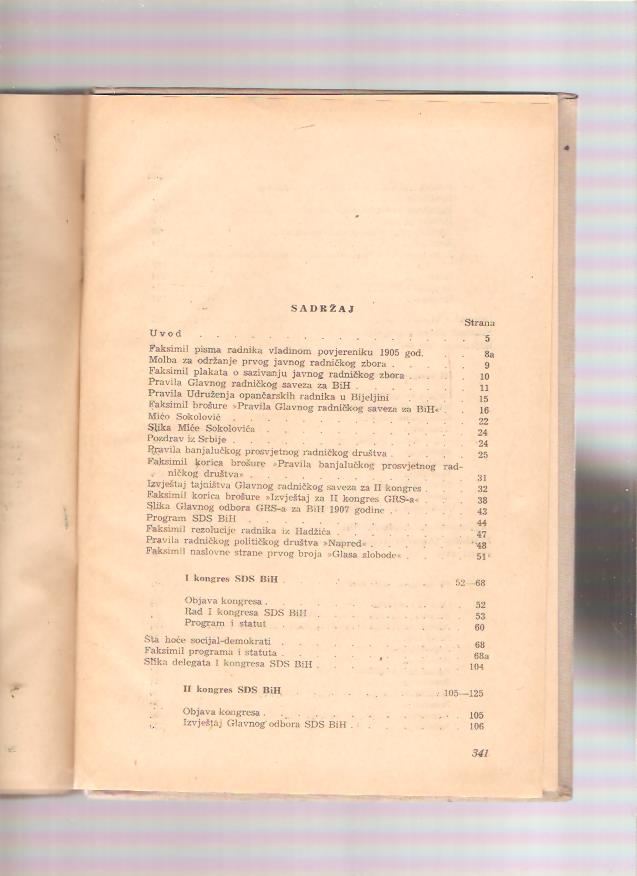 SADRŽAJ
Strana
Uvod . . . . . . . . . . . . 5
Faksimil pisma radnika vladinom povjereniku 1905 god. . . 8a
Molba za održanje prvog javnog radničkog zbora . . . . 9
Faksimil plakata o sazivanju javnog radničkog zbora . . . . 10
Pravila Glavnog radničkog saveza za BiH . . . . . 11
Pravila Udruženja opančarskih radnika u Bijeljini . . . . 15
Faksimil brošure »Pravila Glavnog radničkog saveza za BiH« . . 16
Mićo Sokolović . . . . . . . . . . 22
Slika Miće Sokolovića . . . . . . . . . 24
Pozdrav iz Srbije . . . . . . . . . . 24
Pravila banjalučkog prosvjetnog radničkog društva . . . . 25
Faksimil korica brošure »Pravila banjalučkog prosvjetnog rad-
ničkog društva« . . . . . . . . . 31
Izvještaj tajništva Glavnog radničkog saveza za II kongres . . . 32
Faksimil korica brošure »Izvještaj za II kongres GRS-a« . . . 38
Slika Glavnog odbora GRS-a za BiH 1907 godine . . . . 43
Program SDS BiH . . . . . . . . . . 44
Faksimil rezolucije radnika iz Hadžića . . . . . . 47
Pravila radničkog političkog društva »Napred« . . . . . 48
Faksimil naslovne strane prvog broja »Glasa slobode« . . . . 51
I kongres SDS BiH . . . . . . . 52—68
Objava kongresa . . . . . . . . . 52
Rad I kongresa SDS BiH . . . . . . . 53
Program i statut . . . . . . . . . 60
Šta hoće socijal-demokrati . . . . . . . . 68
Faksimil programa i statuta . . . . . . . . 68a
Slika delegata I kongresa SDS BiH . . . . . . . 104
II kongres SDS BiH . . . . . . . 105—125
Objava kongresa . . . . . . . . . 105
Izvještaj Glavnog odbora SDS BiH . . . . . . 106
341